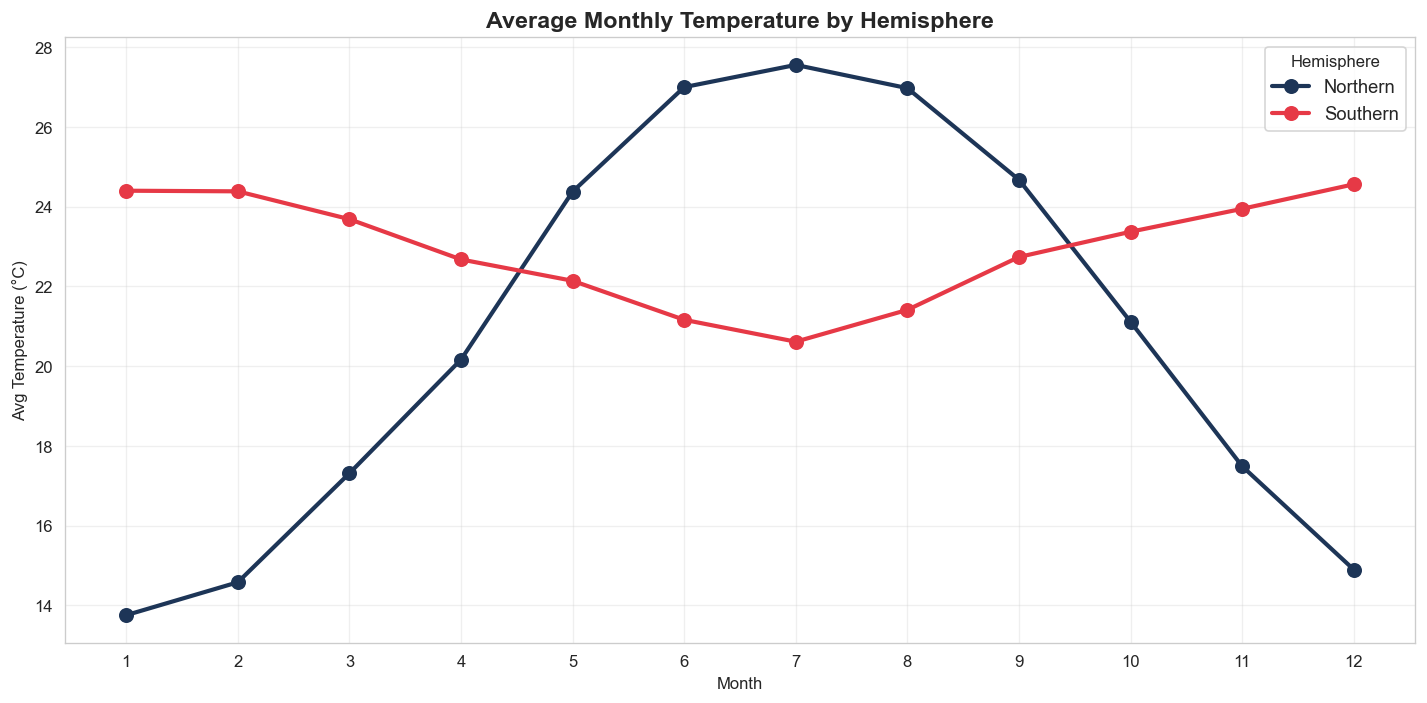 Average Monthly Temperature by Hemisphere
Hemisphere
Northern
Southern
Avg Temperature (°C)
28
26
24
22
20
18
16
14
1 2 3 4 5 6 7 8 9 10 11 12
Month